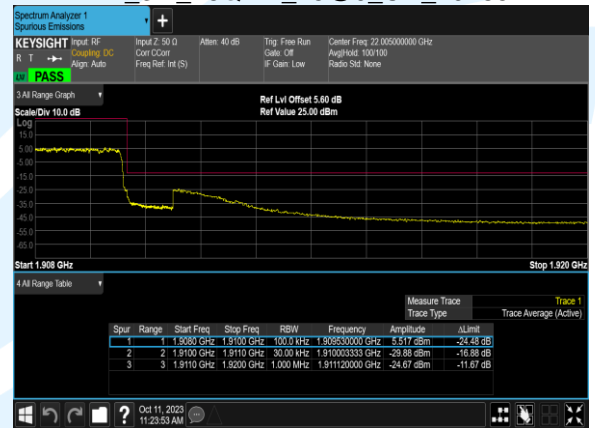 Spectrum Analyzer 1
Spurious Emissions
KEYSIGHT Input: RF
R T Coupling: DC
Align: Auto
Input Z: 50 Ω
Corr CCorr
Freq Ref: Int (S)
Atten: 40 dB
Trig: Free Run
Gate: Off
IF Gain: Low
Center Freq: 22.005000000 GHz
Avg|Hold: 100/100
Radio Std: None
LV PASS
3 All Range Graph
Scale/Div 10.0 dB
Ref Lvl Offset 5.60 dB
Ref Value 25.00 dBm
Log
15.0
5.00
-5.00
-15.0
-25.0
-35.0
-45.0
-55.0
-65.0
Start 1.908 GHz
Stop 1.920 GHz
4 All Range Table
Measure Trace Trace 1
Trace Type Trace Average (Active)
Spur Range Start Freq Stop Freq RBW Frequency Amplitude ΔLimit
1 1 1.9080 GHz 1.9100 GHz 100.0 kHz 1.909530000 GHz 5.517 dBm -24.48 dB
2 2 1.9100 GHz 1.9110 GHz 30.00 kHz 1.910003333 GHz -29.88 dBm -16.88 dB
3 3 1.9110 GHz 1.9200 GHz 1.000 MHz 1.911120000 GHz -24.67 dBm -11.67 dB
? Oct 11, 2023
11:23:53 AM